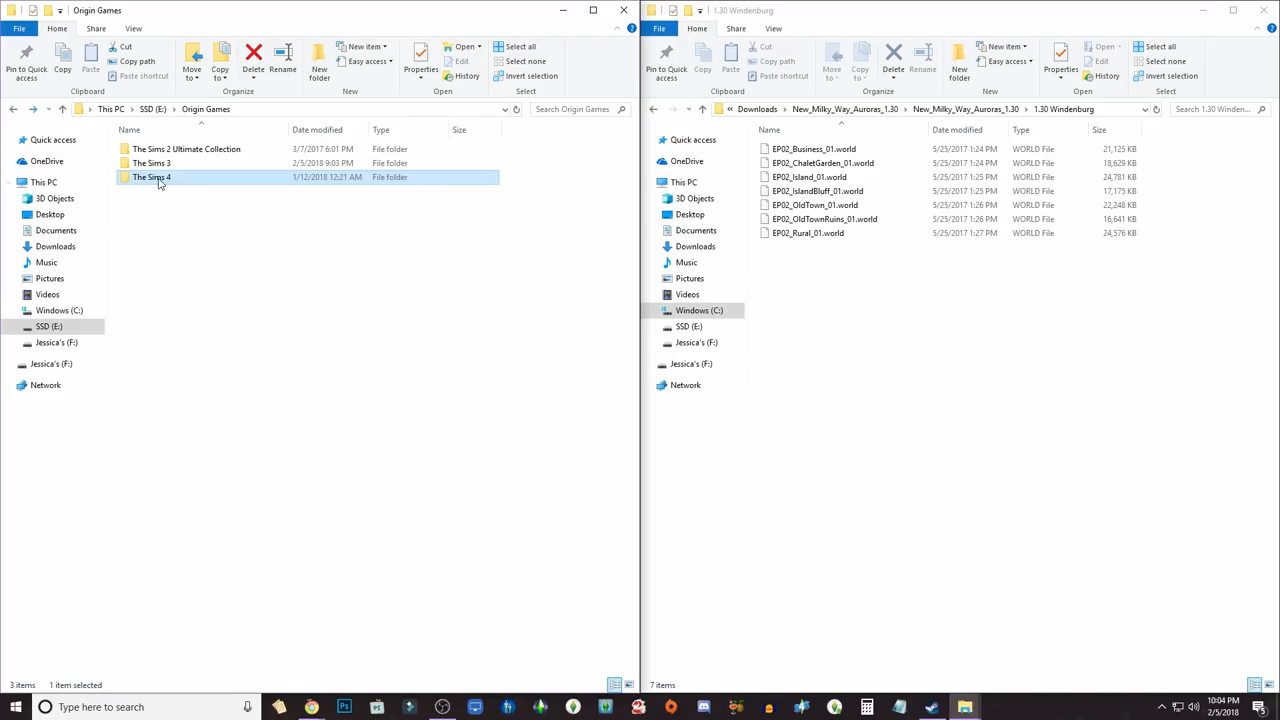 Origin Games
File Home Share View
Pin to Quick access
Copy
Paste
Cut
Copy path
Paste shortcut
Clipboard
Move to
Copy to
Delete
Rename
Organize
New folder
New item
Easy access
New
Properties
Open
Edit
History
Open
Select all
Select none
Invert selection
Select
This PC SSD (E:) Origin Games
Search Origin Games
Name Date modified Type Size
The Sims 2 Ultimate Collection 3/7/2017 6:01 PM File folder
The Sims 3 2/5/2018 9:03 PM File folder
The Sims 4 1/12/2018 12:21 AM File folder
Quick access
OneDrive
This PC
3D Objects
Desktop
Documents
Downloads
Music
Pictures
Videos
Windows (C:)
SSD (E:)
Jessica's (F:)
Jessica's (F:)
Network
3 items 1 item selected
1.30 Windenburg
File Home Share View
Pin to Quick access
Copy
Paste
Cut
Copy path
Paste shortcut
Clipboard
Move to
Copy to
Delete
Rename
Organize
New folder
New item
Easy access
New
Properties
Open
Edit
History
Open
Select all
Select none
Invert selection
Select
« Downloads New_Milky_Way_Auroras_1.30 New_Milky_Way_Auroras_1.30 1.30 Windenburg
Search 1.30 Winden...
Name Date modified Type Size
EP02_Business_01.world 5/25/2017 1:24 PM WORLD File 21,125 KB
EP02_ChaletGarden_01.world 5/25/2017 1:24 PM WORLD File 18,629 KB
EP02_Island_01.world 5/25/2017 1:24 PM WORLD File 24,781 KB
EP02_IslandBluff_01.world 5/25/2017 1:24 PM WORLD File 17,175 KB
EP02_OldTown_01.world 5/25/2017 1:26 PM WORLD File 22,248 KB
EP02_OldTownRuins_01.world 5/25/2017 1:26 PM WORLD File 16,641 KB
EP02_Rural_01.world 5/25/2017 1:27 PM WORLD File 24,576 KB
Quick access
OneDrive
This PC
3D Objects
Desktop
Documents
Downloads
Music
Pictures
Videos
Windows (C:)
SSD (E:)
Jessica's (F:)
Jessica's (F:)
Network
7 items
Type here to search
10:04 PM
2/5/2018